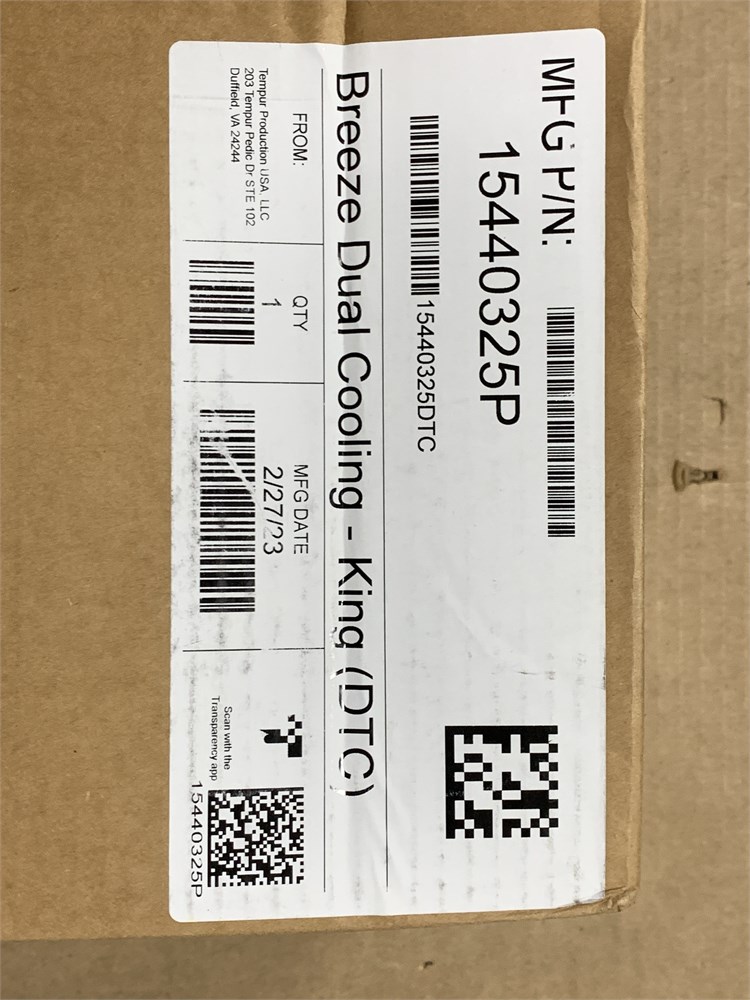 MFG P/N:
15440325P
15440325DTC
Breeze Dual Cooling - King (DTC)
FROM:
Tempur Production USA, LLC
203 Tempur Pedic Dr STE 102
Duffield, VA 24244
QTY
1
MFG DATE
2/27/23
Scan with the
Transparency app
15440325P